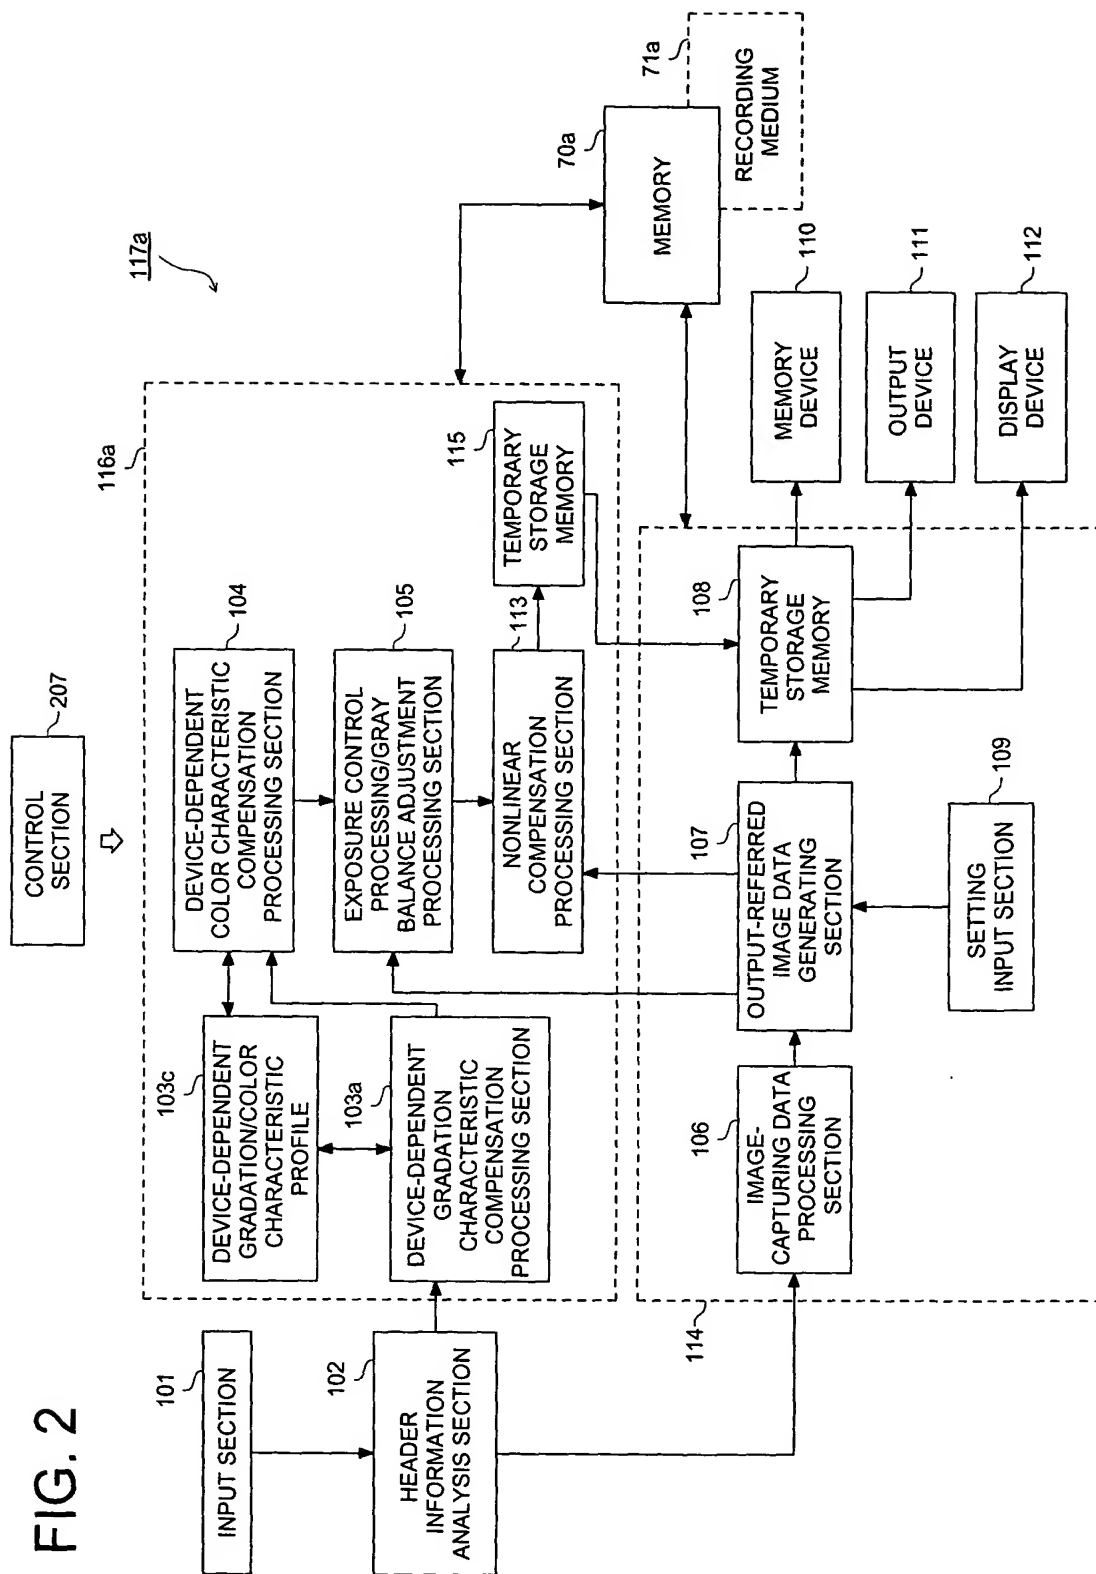 FIG. 2
117a
207
CONTROL
SECTION
116a
101
INPUT SECTION
102
HEADER
INFORMATION
ANALYSIS SECTION
103c
DEVICE-DEPENDENT
GRADATION/COLOR
CHARACTERISTIC
PROFILE
103a
DEVICE-DEPENDENT
GRADATION
CHARACTERISTIC
COMPENSATION
PROCESSING SECTION
104
DEVICE-DEPENDENT
COLOR CHARACTERISTIC
COMPENSATION
PROCESSING SECTION
105
EXPOSURE CONTROL
PROCESSING/GRAY
BALANCE ADJUSTMENT
PROCESSING SECTION
113
NONLINEAR
COMPENSATION
PROCESSING SECTION
115
TEMPORARY
STORAGE
MEMORY
70a
MEMORY
71a
RECORDING
MEDIUM
114
106
IMAGE-
CAPTURING DATA
PROCESSING
SECTION
107
OUTPUT-REFERRED
IMAGE DATA
GENERATING
SECTION
108
TEMPORARY
STORAGE
MEMORY
109
SETTING
INPUT SECTION
110
MEMORY
DEVICE
111
OUTPUT
DEVICE
112
DISPLAY
DEVICE